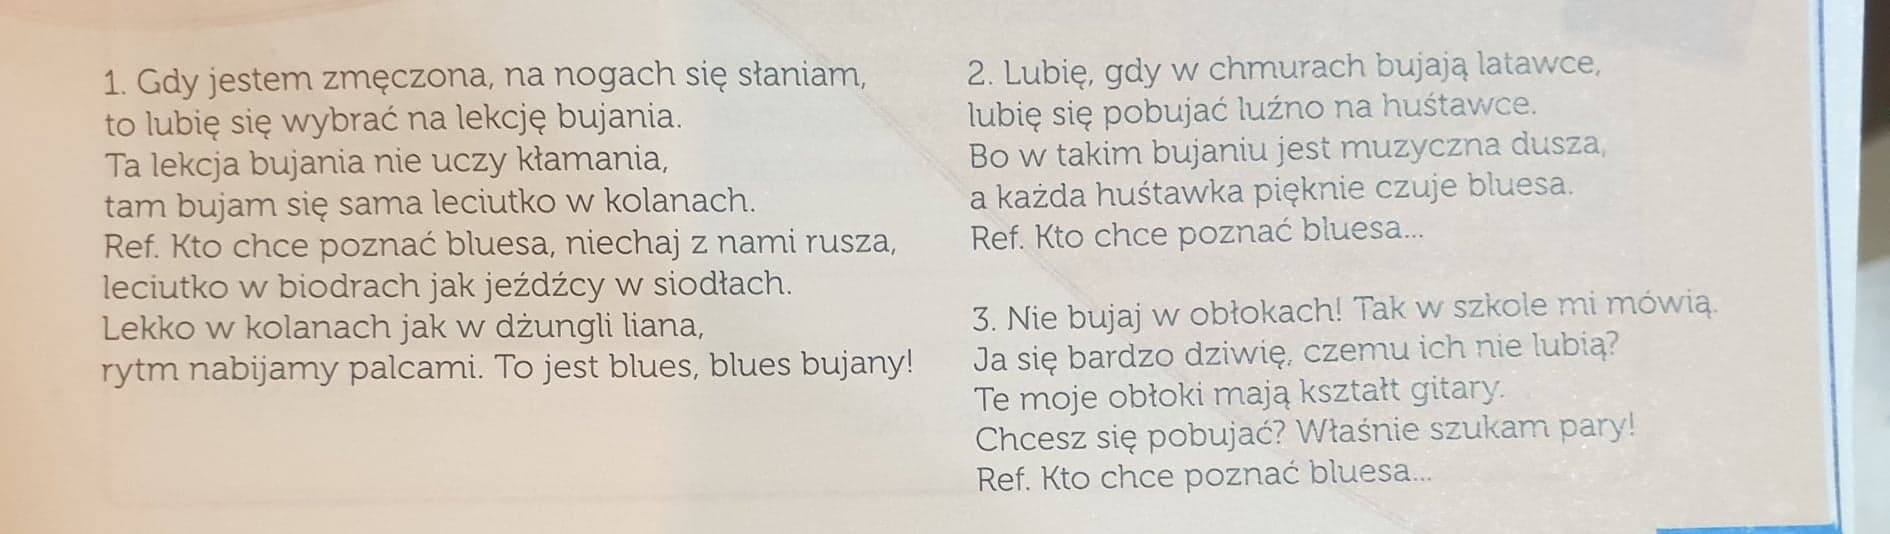 1. Gdy jestem zmęczona, na nogach się słaniam,
to lubię się wybrać na lekcję bujania.
Ta lekcja bujania nie uczy kłamania,
tam bujam się sama leciutko w kolanach.
Ref. Kto chce poznać bluesa, niechaj z nami rusza,
leciutko w biodrach jak jeźdźcy w siodłach.
Lekko w kolanach jak w dżungli liana,
rytm nabijamy palcami. To jest blues, blues bujany!
2. Lubię, gdy w chmurach bujają latawce,
lubię się pobujać luźno na huśtawce.
Bo w takim bujaniu jest muzyczna dusza,
a każda huśtawka pięknie czuje bluesa.
Ref. Kto chce poznać bluesa...
3. Nie bujaj w obłokach! Tak w szkole mi mówią.
Ja się bardzo dziwię, czemu ich nie lubią?
Te moje obłoki mają kształt gitary.
Chcesz się pobujać? Właśnie szukam pary!
Ref. Kto chce poznać bluesa...